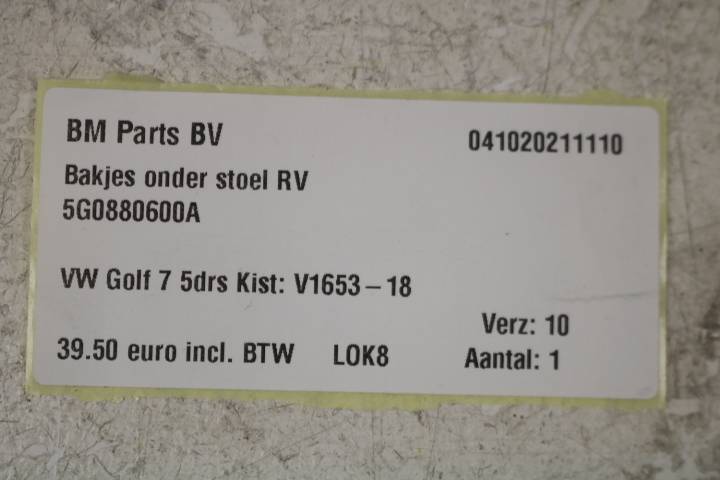 BM Parts BV 041020211110
Bakjes onder stoel RV
5G0880600A
VW Golf 7 5drs Kist: V1653-18
Verz: 10
39.50 euro incl. BTW LOK8 Aantal: 1